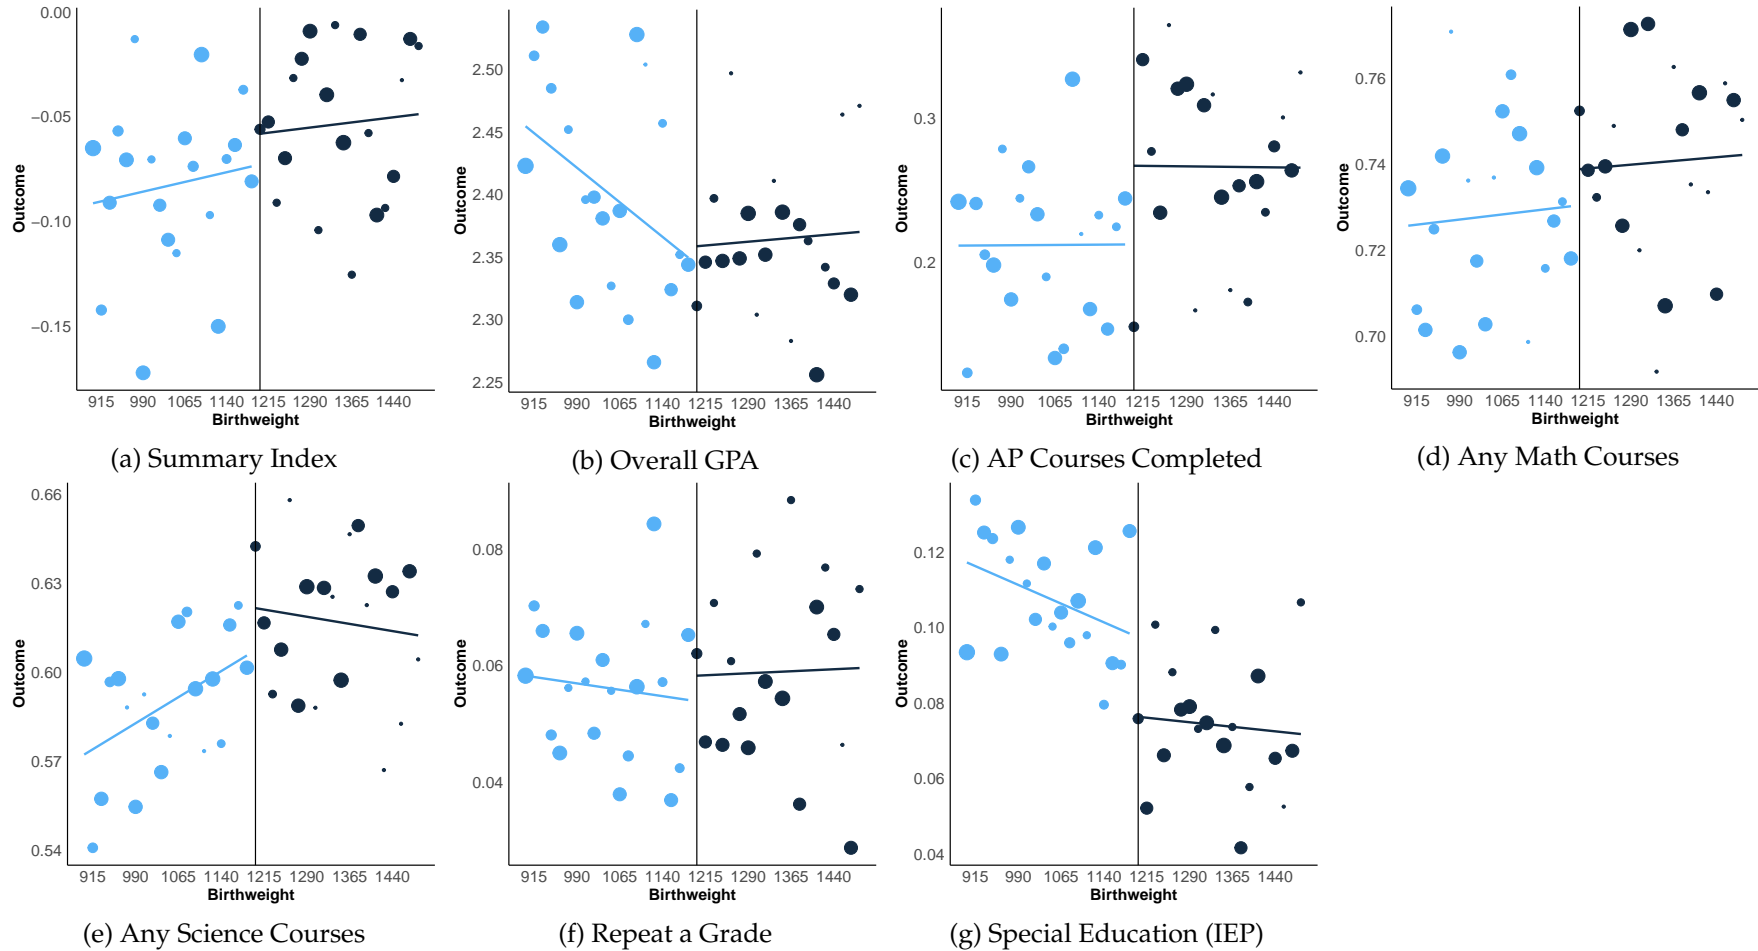 0.00
−0.05
−0.10
−0.15
Outcome
915 990 1065 1140 1215 1290 1365 1440
Birthweight
(a) Summary Index
2.50
2.45
2.40
2.35
2.30
2.25
Outcome
915 990 1065 1140 1215 1290 1365 1440
Birthweight
(b) Overall GPA
0.3
0.2
Outcome
915 990 1065 1140 1215 1290 1365 1440
Birthweight
(c) AP Courses Completed
0.76
0.74
0.72
0.70
Outcome
915 990 1065 1140 1215 1290 1365 1440
Birthweight
(d) Any Math Courses
0.66
0.63
0.60
0.57
0.54
Outcome
915 990 1065 1140 1215 1290 1365 1440
Birthweight
(e) Any Science Courses
0.08
0.06
0.04
Outcome
915 990 1065 1140 1215 1290 1365 1440
Birthweight
(f) Repeat a Grade
0.12
0.10
0.08
0.06
0.04
Outcome
915 990 1065 1140 1215 1290 1365 1440
Birthweight
(g) Special Education (IEP)